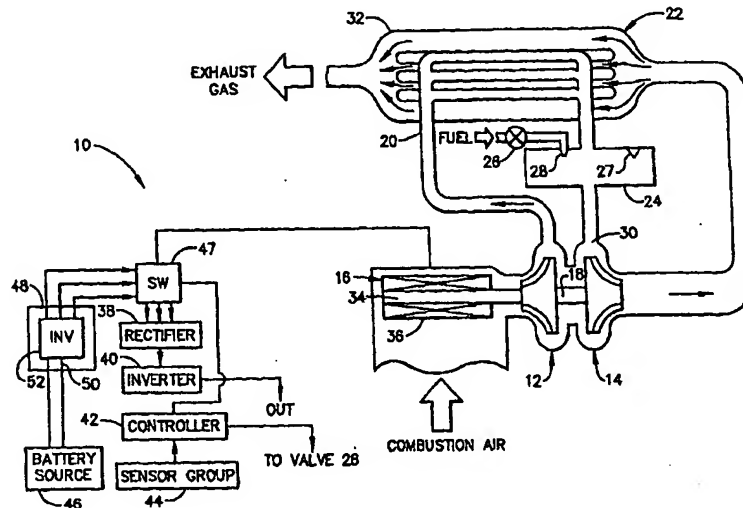 32
22
EXHAUST
GAS
20
FUEL
26
28
27
24
10
30
47
48
SW
16
18
34
38
RECTIFIER
36
INV
40
INVERTER
52
50
12
14
42
OUT
CONTROLLER
COMBUSTION AIR
TO VALVE 28
BATTERY
SOURCE
SENSOR GROUP
46
44